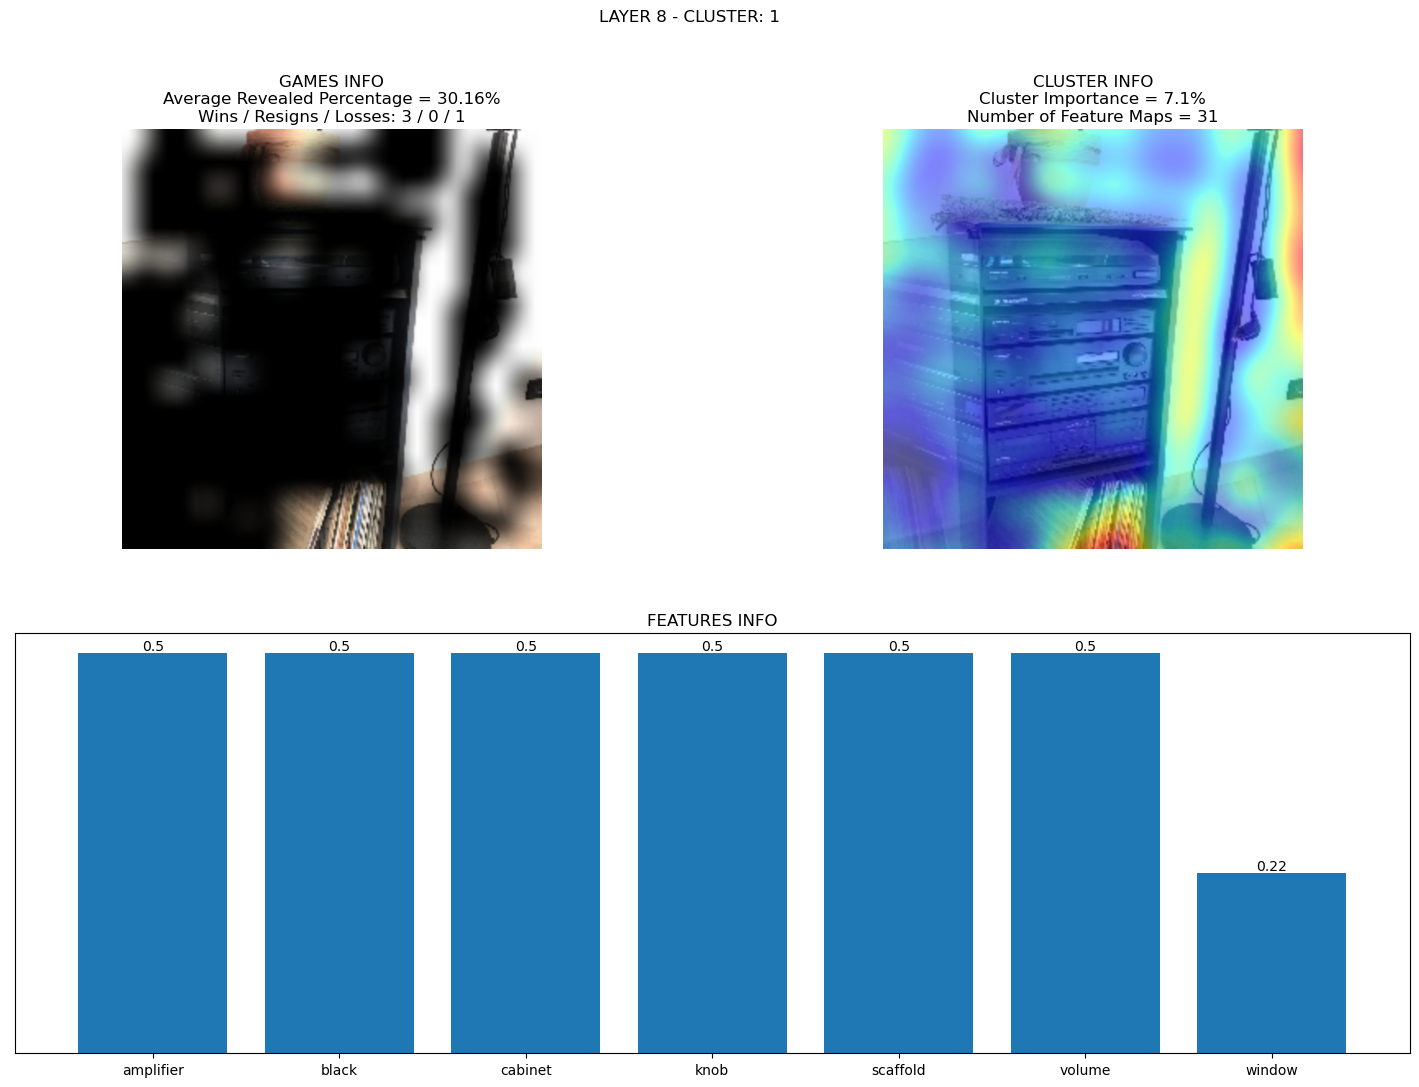 LAYER 8 - CLUSTER: 1
GAMES INFO
Average Revealed Percentage = 30.16%
Wins / Resigns / Losses: 3 / 0 / 1
CLUSTER INFO
Cluster Importance = 7.1%
Number of Feature Maps = 31
FEATURES INFO
0.5 0.5 0.5 0.5 0.5 0.5 0.22
amplifier black cabinet knob scaffold volume window